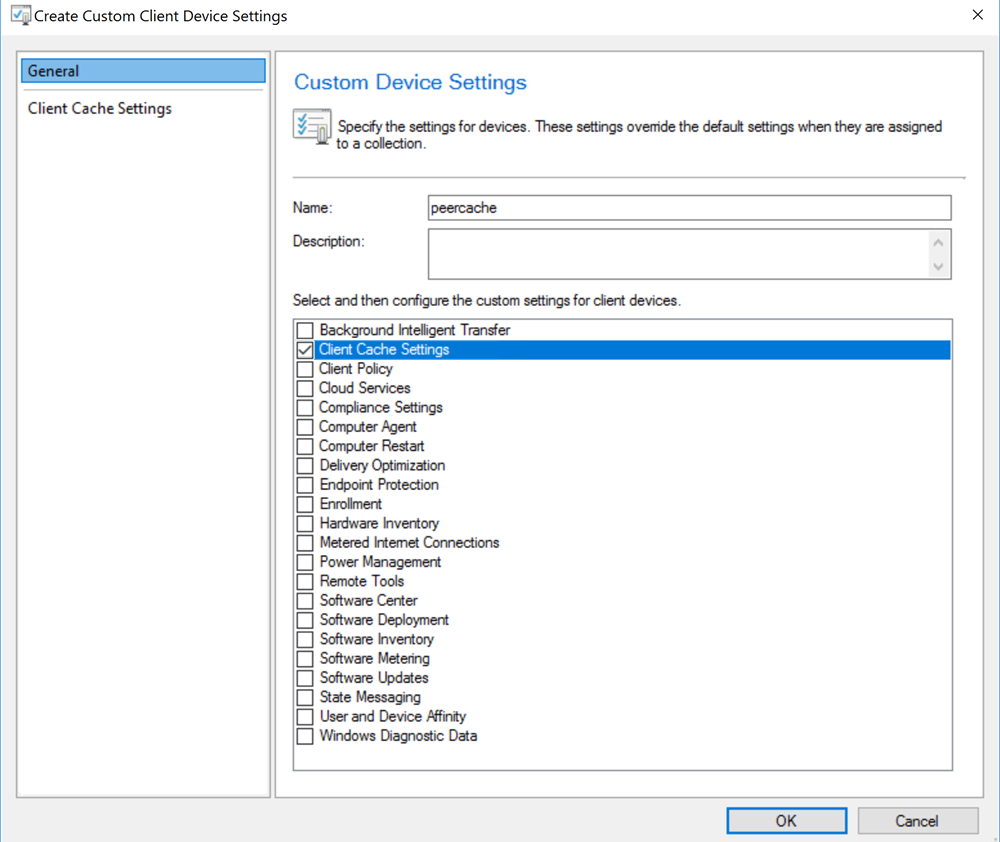 Create Custom Client Device Settings
General
Client Cache Settings
Custom Device Settings
Specify the settings for devices. These settings override the default settings when they are assigned
to a collection.
Name:
peercache
Description:
Select and then configure the custom settings for client devices.
Background Intelligent Transfer
Client Cache Settings
Client Policy
Cloud Services
Compliance Settings
Computer Agent
Computer Restart
Delivery Optimization
Endpoint Protection
Enrollment
Hardware Inventory
Metered Internet Connections
Power Management
Remote Tools
Software Center
Software Deployment
Software Inventory
Software Metering
Software Updates
State Messaging
User and Device Affinity
Windows Diagnostic Data
OK
Cancel